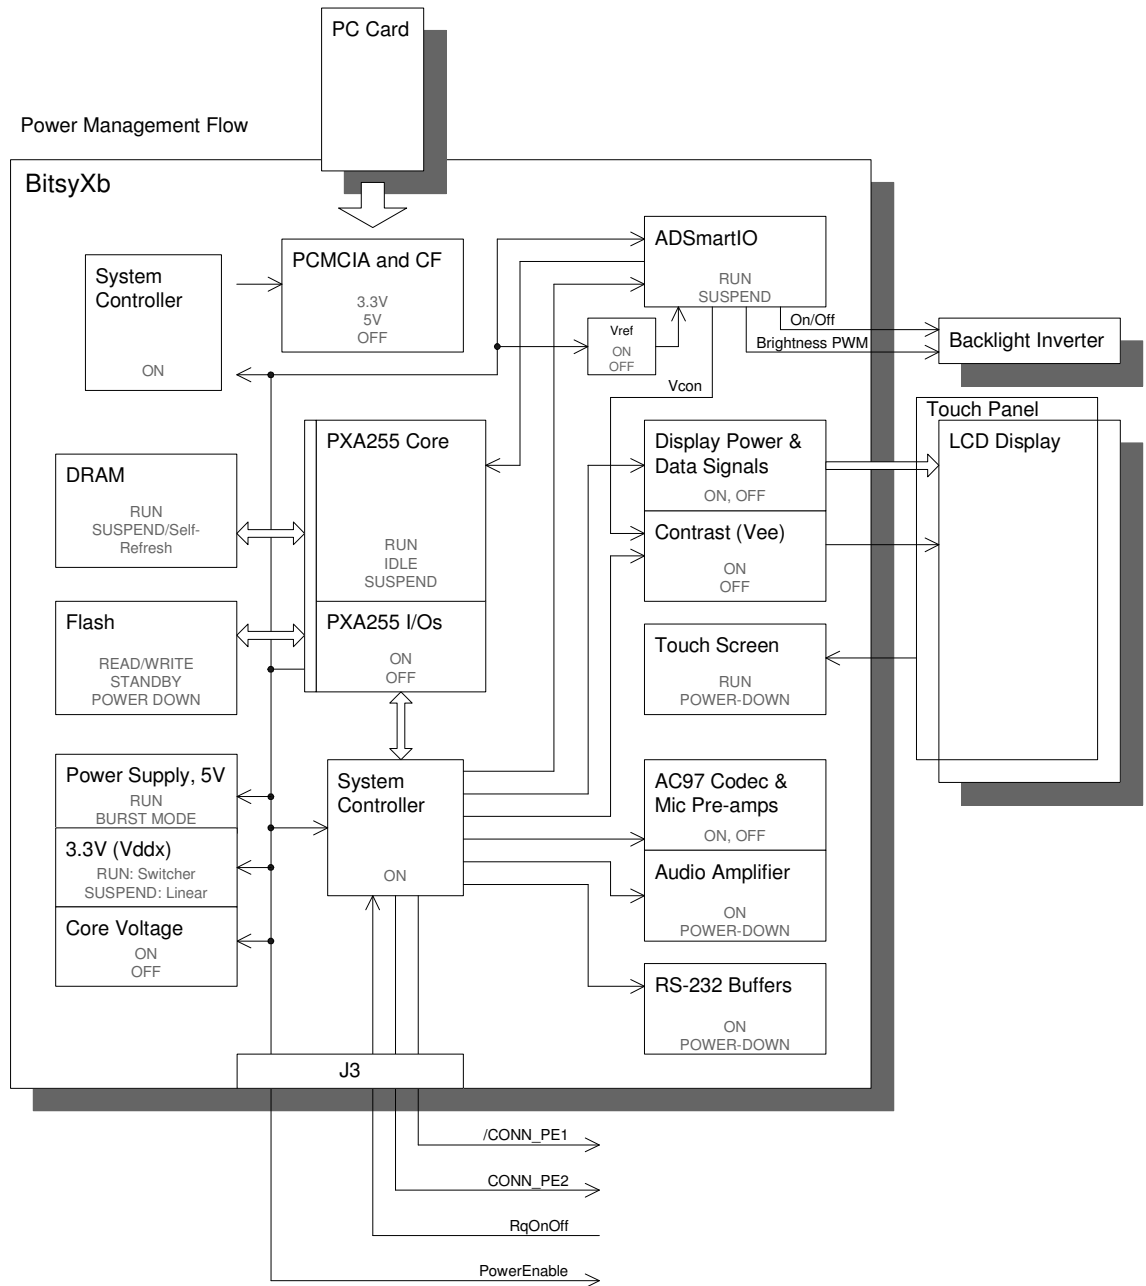 PC Card
Power Management Flow
BitsyXb
System
Controller
ON
PCMCIA and CF
3.3V
5V
OFF
ADSmartIO
RUN
SUSPEND
Vref
ON
OFF
On/Off
Brightness PWM
Vcon
Backlight Inverter
Touch Panel
LCD Display
DRAM
RUN
SUSPEND/Self-
Refresh
PXA255 Core
RUN
IDLE
SUSPEND
Display Power &
Data Signals
ON, OFF
Contrast (Vee)
ON
OFF
Flash
READ/WRITE
STANDBY
POWER DOWN
PXA255 I/Os
ON
OFF
Touch Screen
RUN
POWER-DOWN
Power Supply, 5V
RUN
BURST MODE
3.3V (Vddx)
RUN: Switcher
SUSPEND: Linear
Core Voltage
ON
OFF
System
Controller
ON
AC97 Codec &
Mic Pre-amps
ON, OFF
Audio Amplifier
ON
POWER-DOWN
RS-232 Buffers
ON
POWER-DOWN
J3
/CONN_PE1
CONN_PE2
RqOnOff
PowerEnable